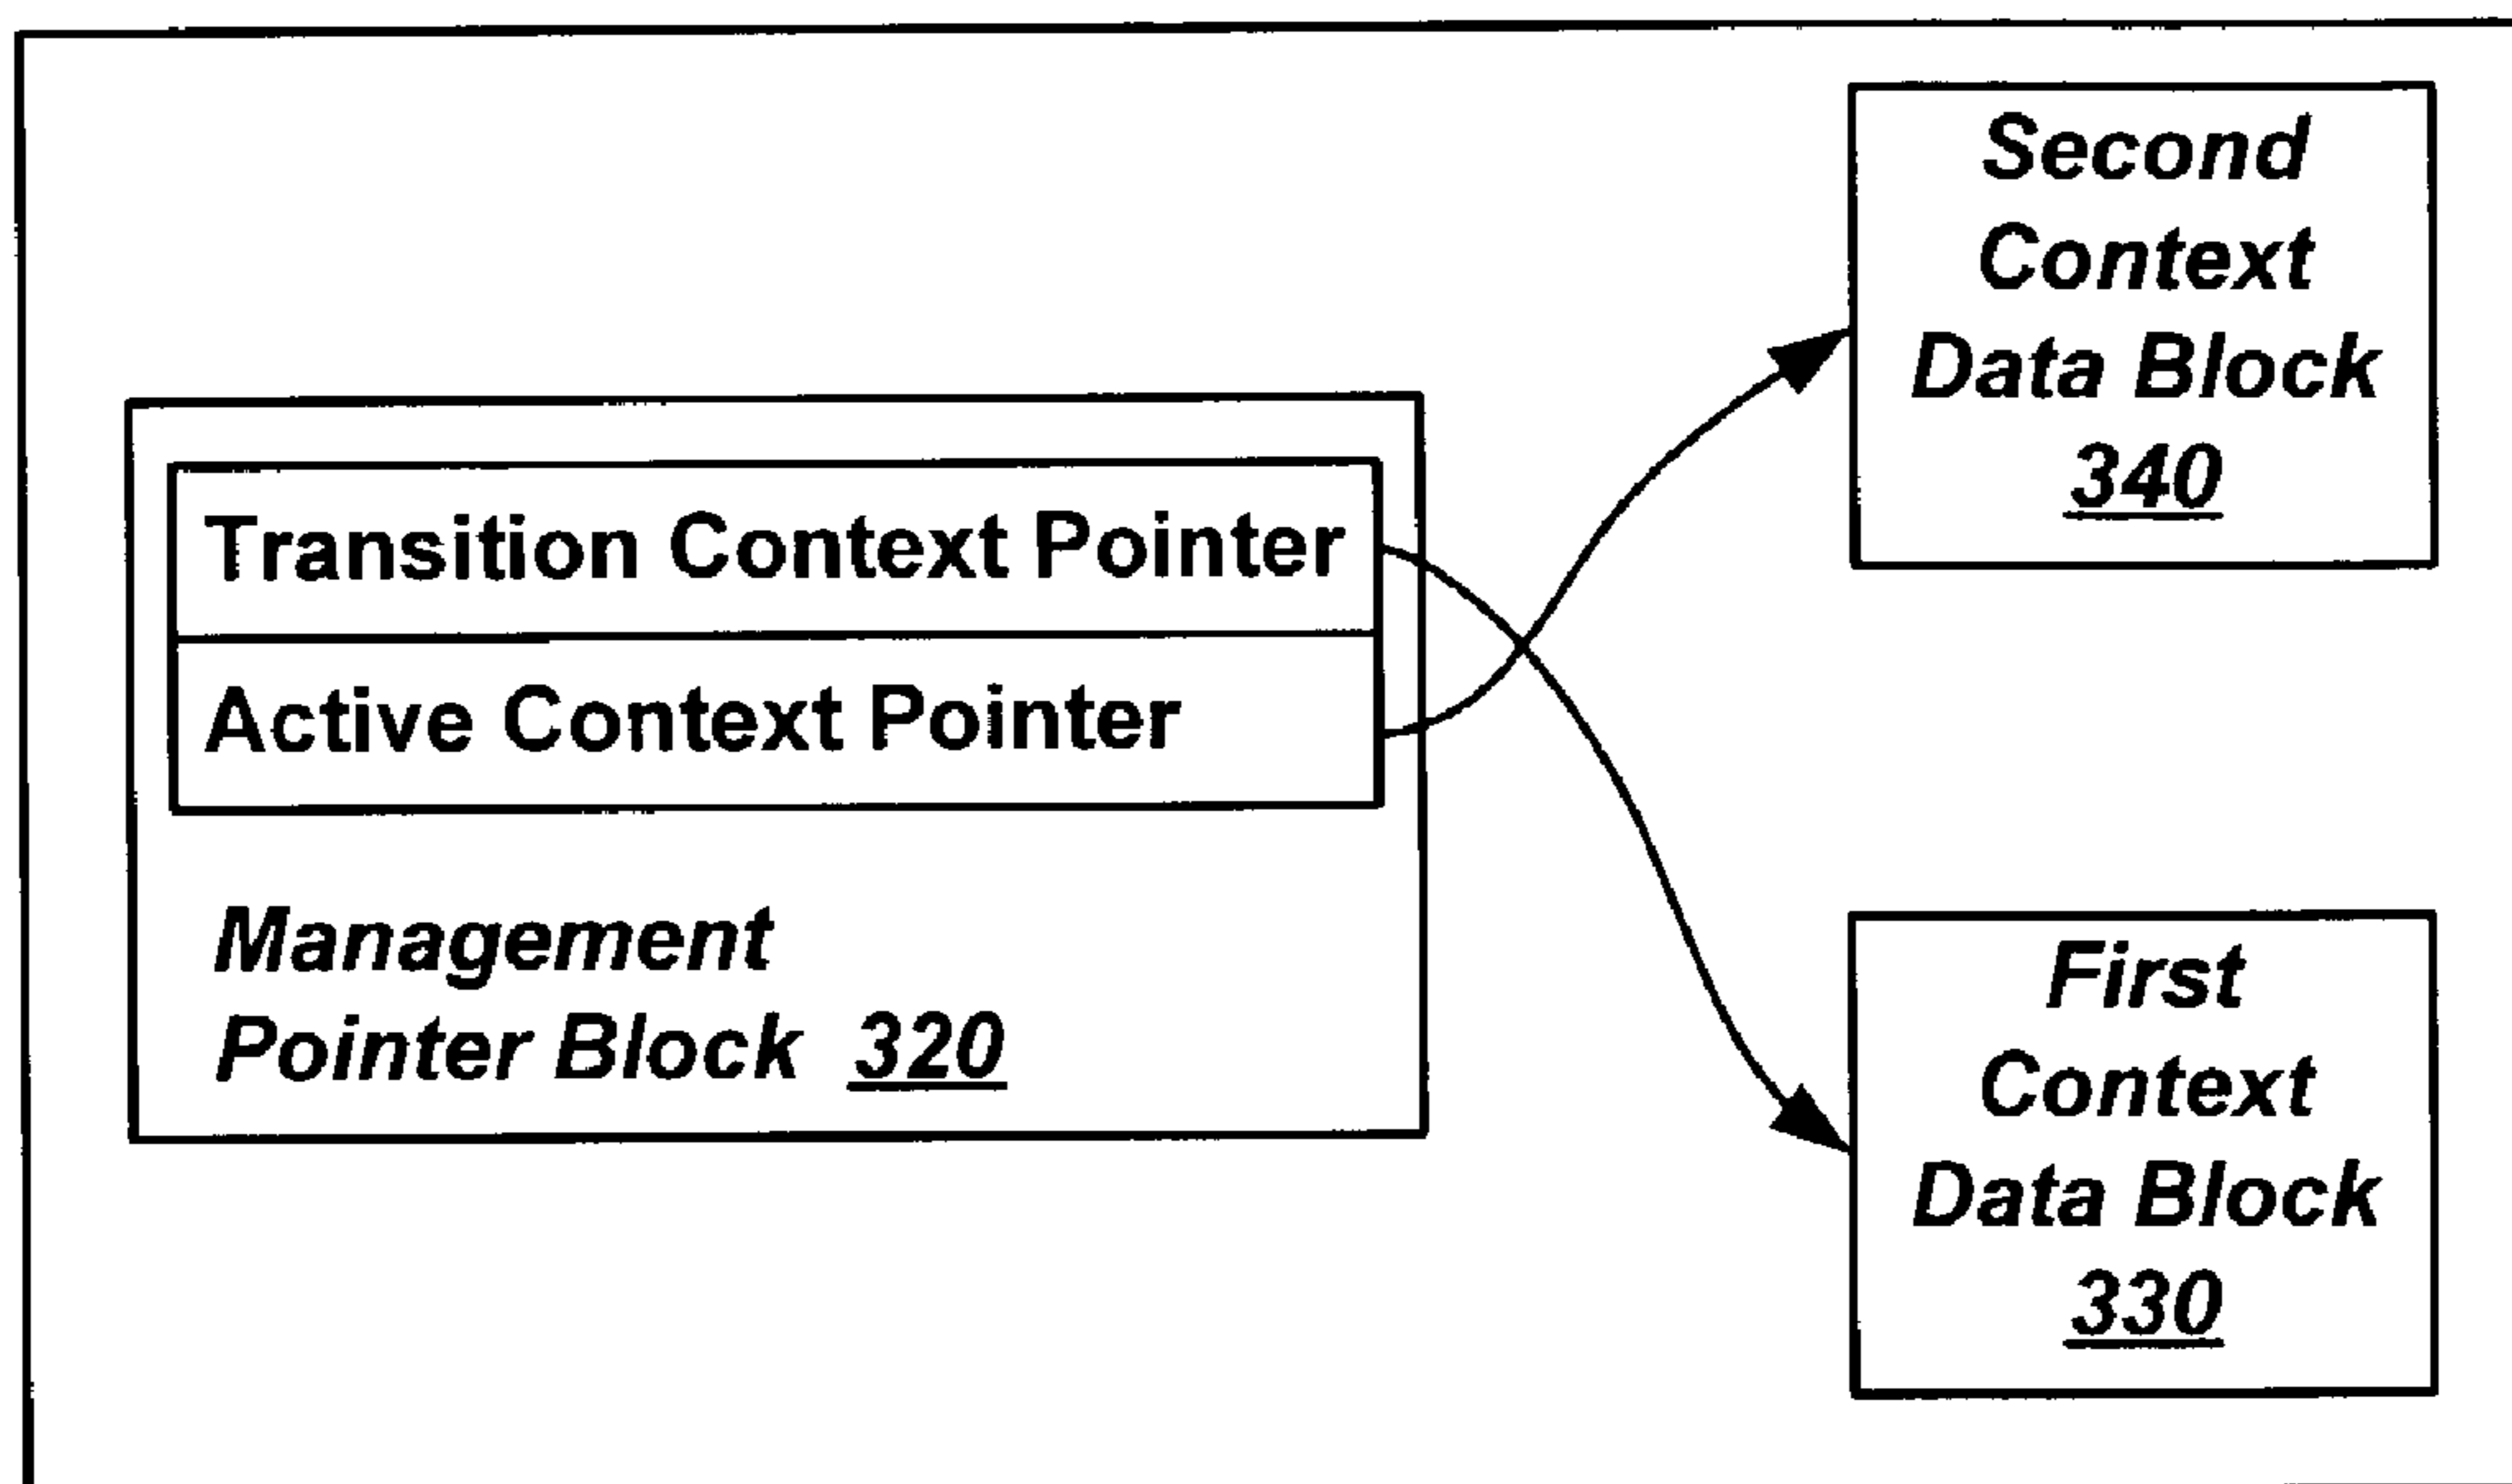 Transition Context Pointer
Active Context Pointer
Management
Pointer Block 320
Second
Context
Data Block
340
First
Context
Data Block
330